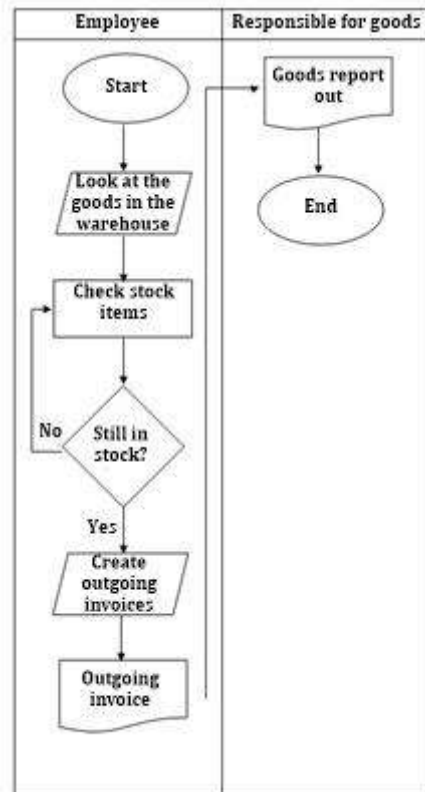 Employee
Responsible for goods
Start
Look at the
goods in the
warehouse
Check stock
items
No
Still in
stock?
Yes
Create
outgoing
invoices
Outgoing
invoice
Goods report
out
End